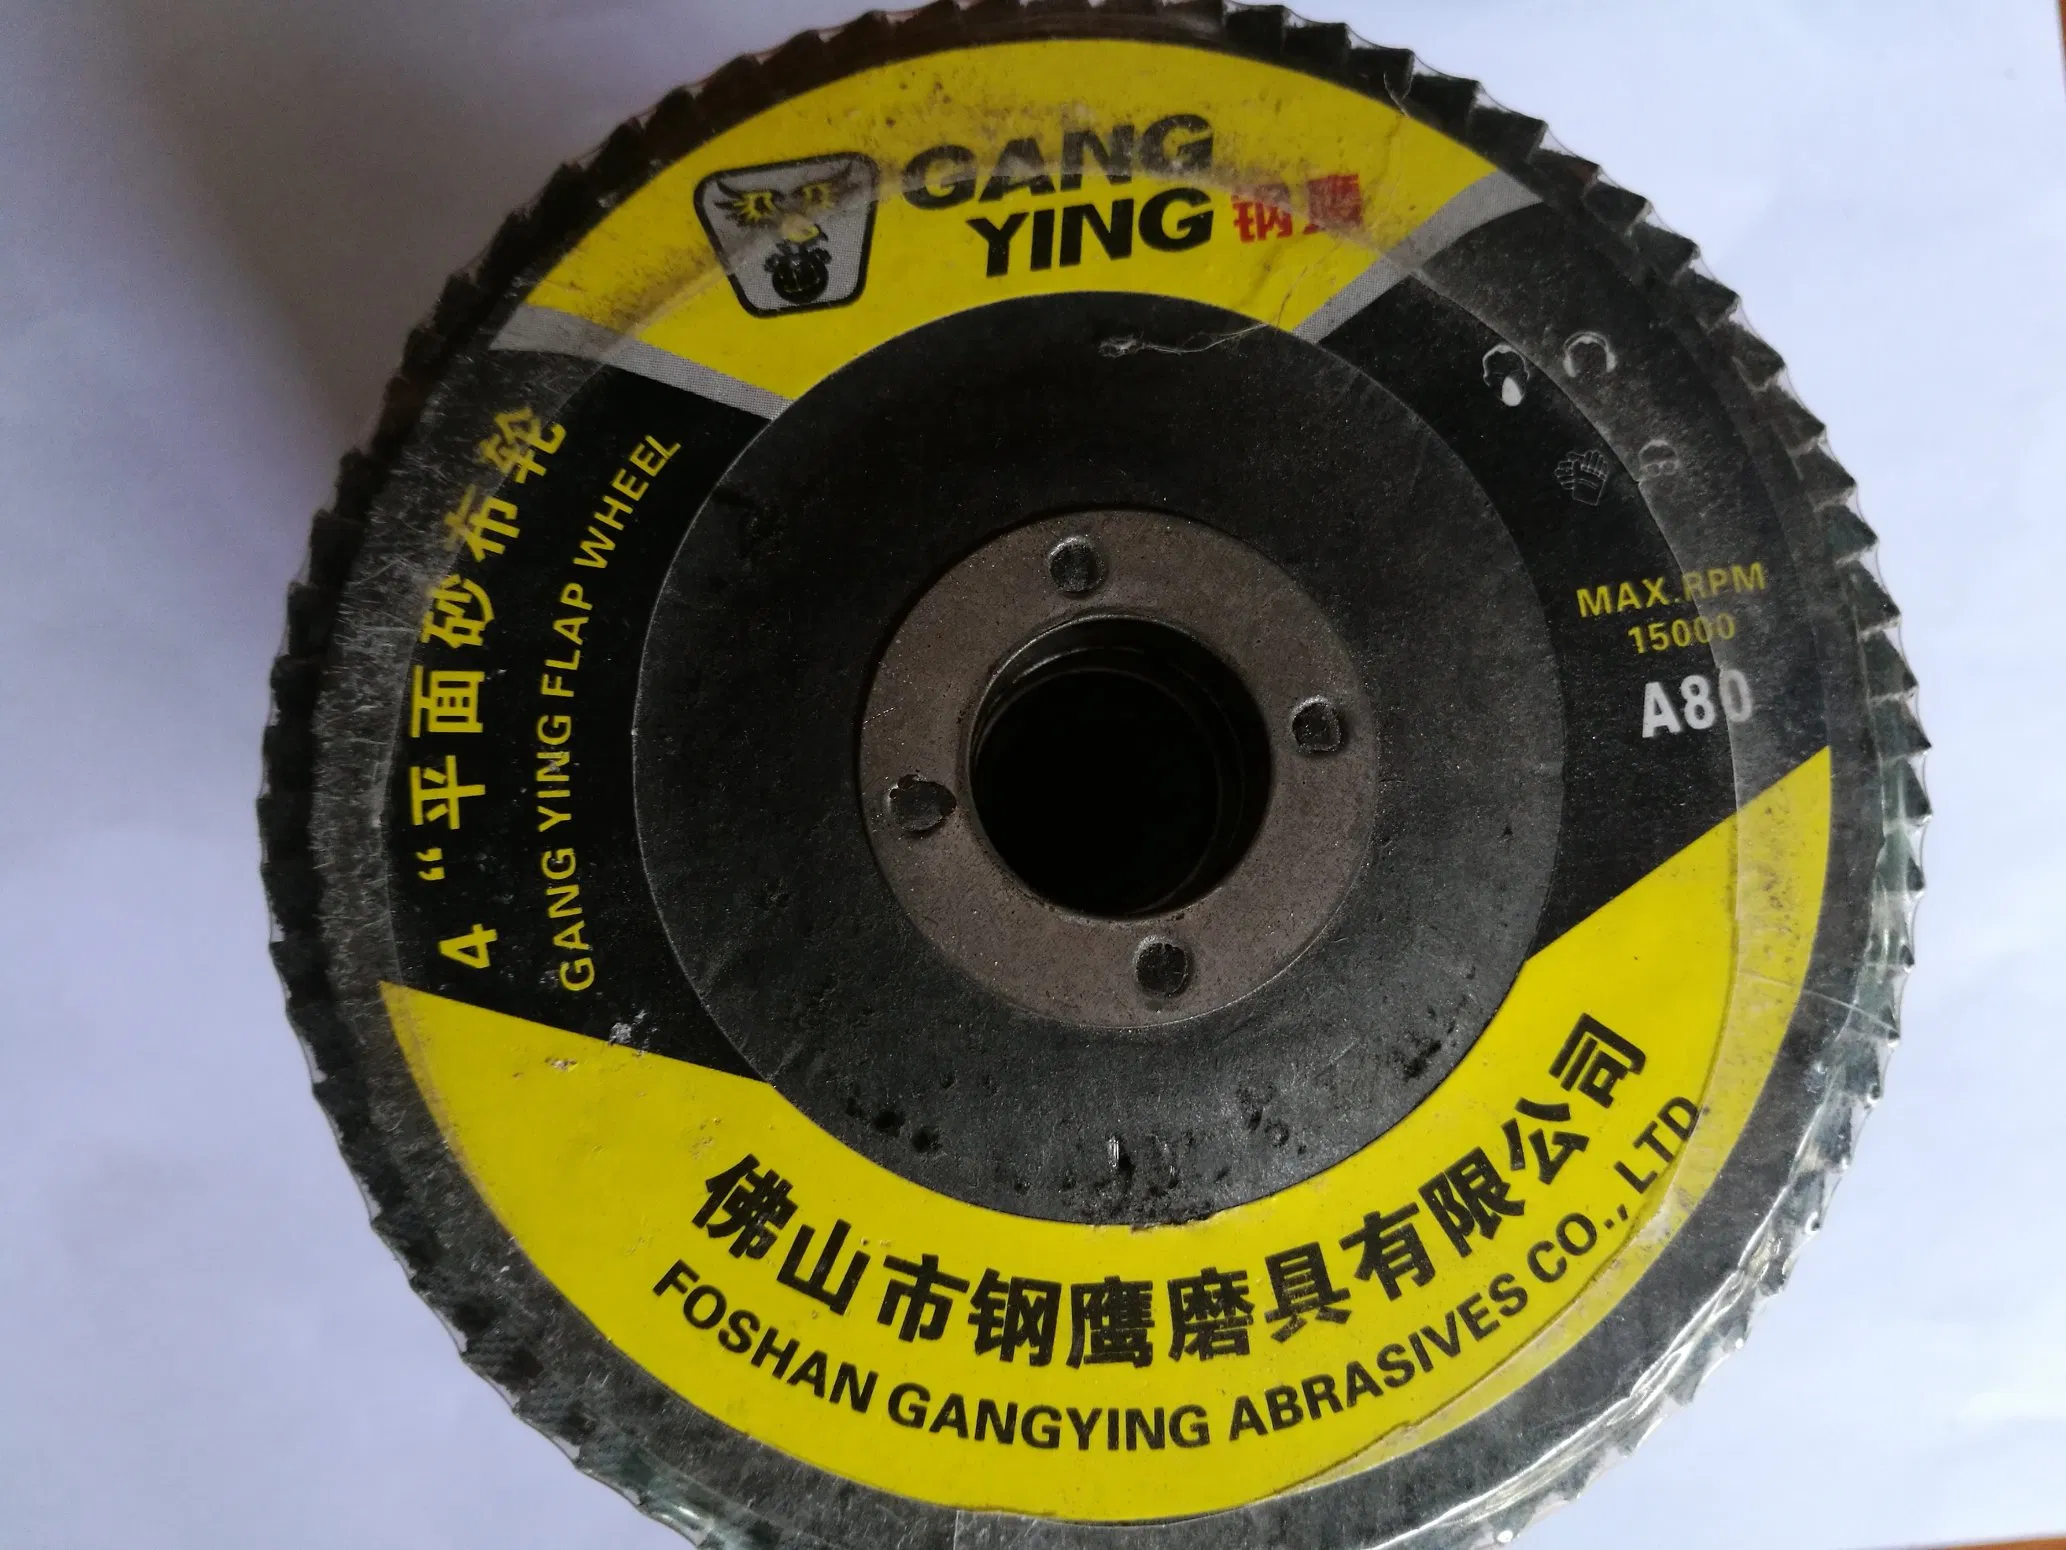 GANG
YING 钢鹰
4 “平面砂布轮
GANG YING FLAP WHEEL
MAX.RPM
15000
A80
佛山市钢鹰磨具有限公司
FOSHAN GANGYING ABRASIVES CO., LTD